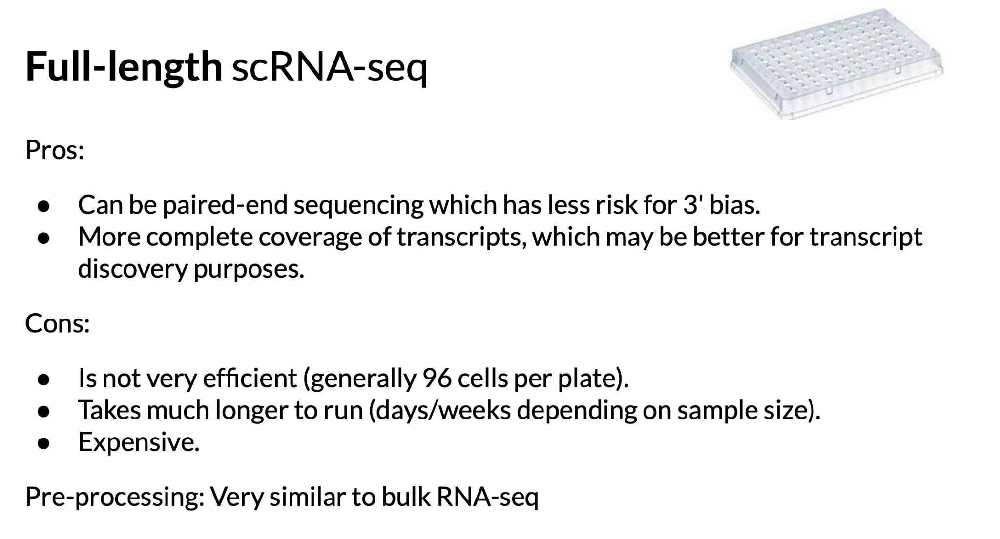 Full-length scRNA-seq
Pros:
● Can be paired-end sequencing which has less risk for 3' bias.
● More complete coverage of transcripts, which may be better for transcript
discovery purposes.
Cons:
● Is not very efficient (generally 96 cells per plate).
● Takes much longer to run (days/weeks depending on sample size).
● Expensive.
Pre-processing: Very similar to bulk RNA-seq